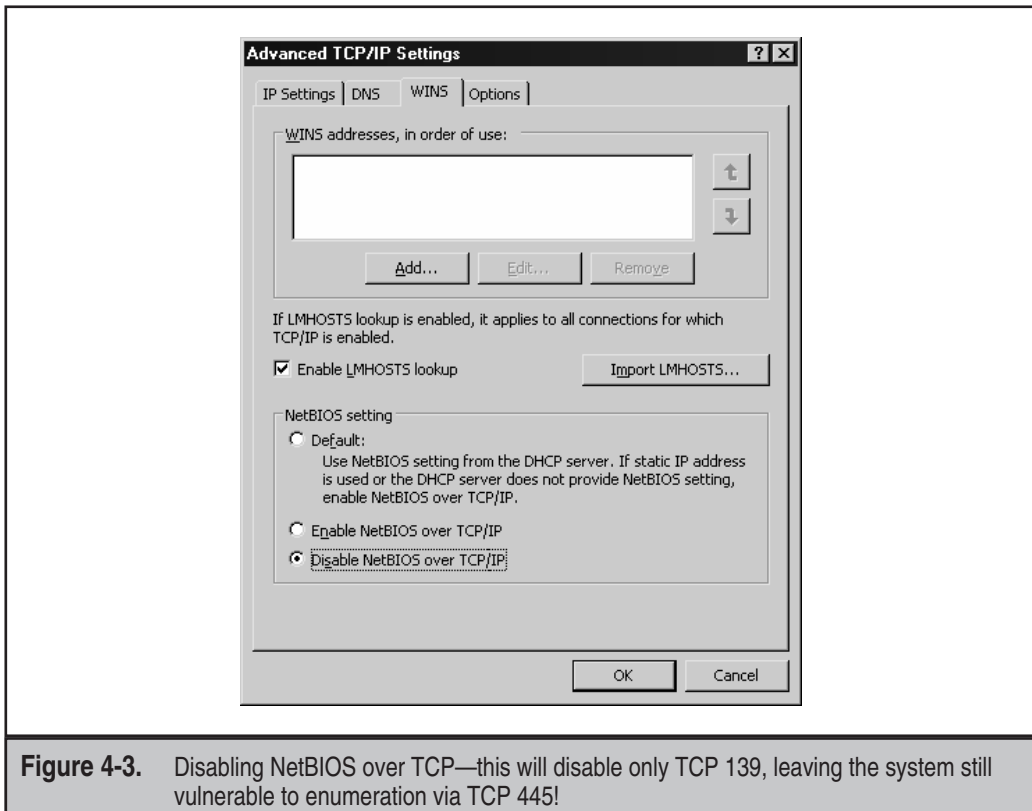 Advanced TCP/IP Settings
IP Settings
DNS
WINS
Options
WINS addresses, in order of use:
Add...
Edit...
Remove
If LMHOSTS lookup is enabled, it applies to all connections for which
TCP/IP is enabled.
Enable LMHOSTS lookup
Import LMHOSTS...
NetBIOS setting
Default:
Use NetBIOS setting from the DHCP server. If static IP address
is used or the DHCP server does not provide NetBIOS setting,
enable NetBIOS over TCP/IP.
Enable NetBIOS over TCP/IP
Disable NetBIOS over TCP/IP
OK
Cancel
Figure 4-3. Disabling NetBIOS over TCP—this will disable only TCP 139, leaving the system still
vulnerable to enumeration via TCP 445!